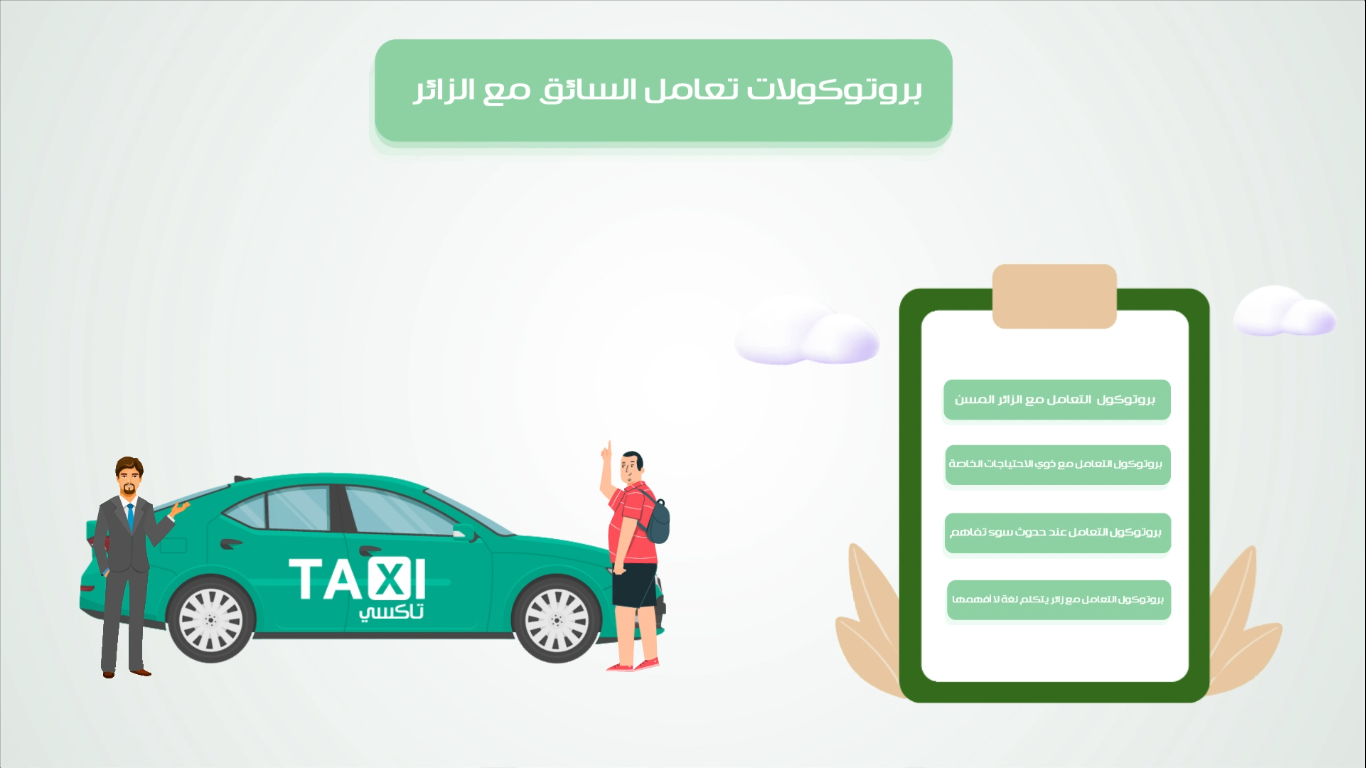 بروتوكولات تعامل السائق مع الزائر
بروتوكول التعامل مع الزائر المسن
بروتوكول التعامل مع ذوي الاحتياجات الخاصة
بروتوكول التعامل عند حدوث سوء تفاهم
بروتوكول التعامل مع زائر يتكلم لغة لا أفهمها
TAXI
تاكسي